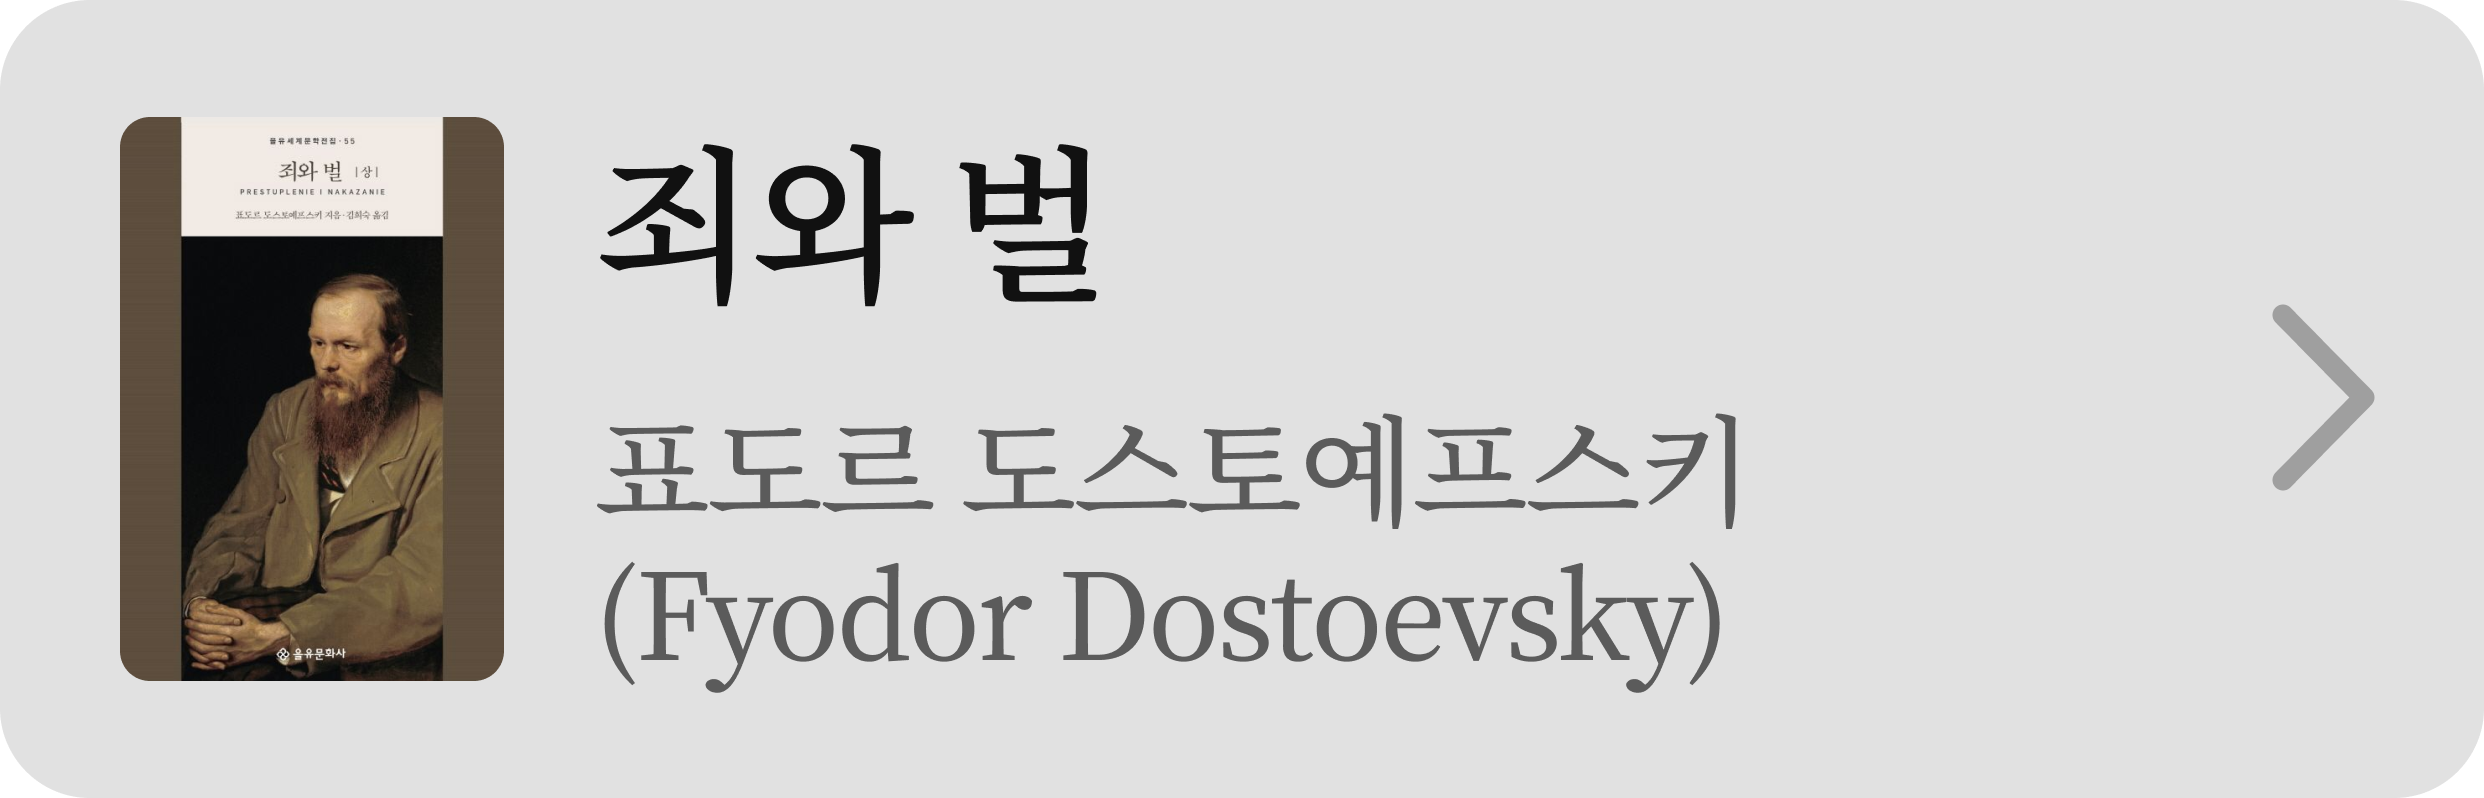 을유세계문학전집·55
죄와 벌 |상|
PRESTUPLENIE I NAKAZANIE
표도르 도스토예프스키 지음·김희숙 옮김
을유문화사
죄와 벌
표도르 도스토예프스키
(Fyodor Dostoevsky)